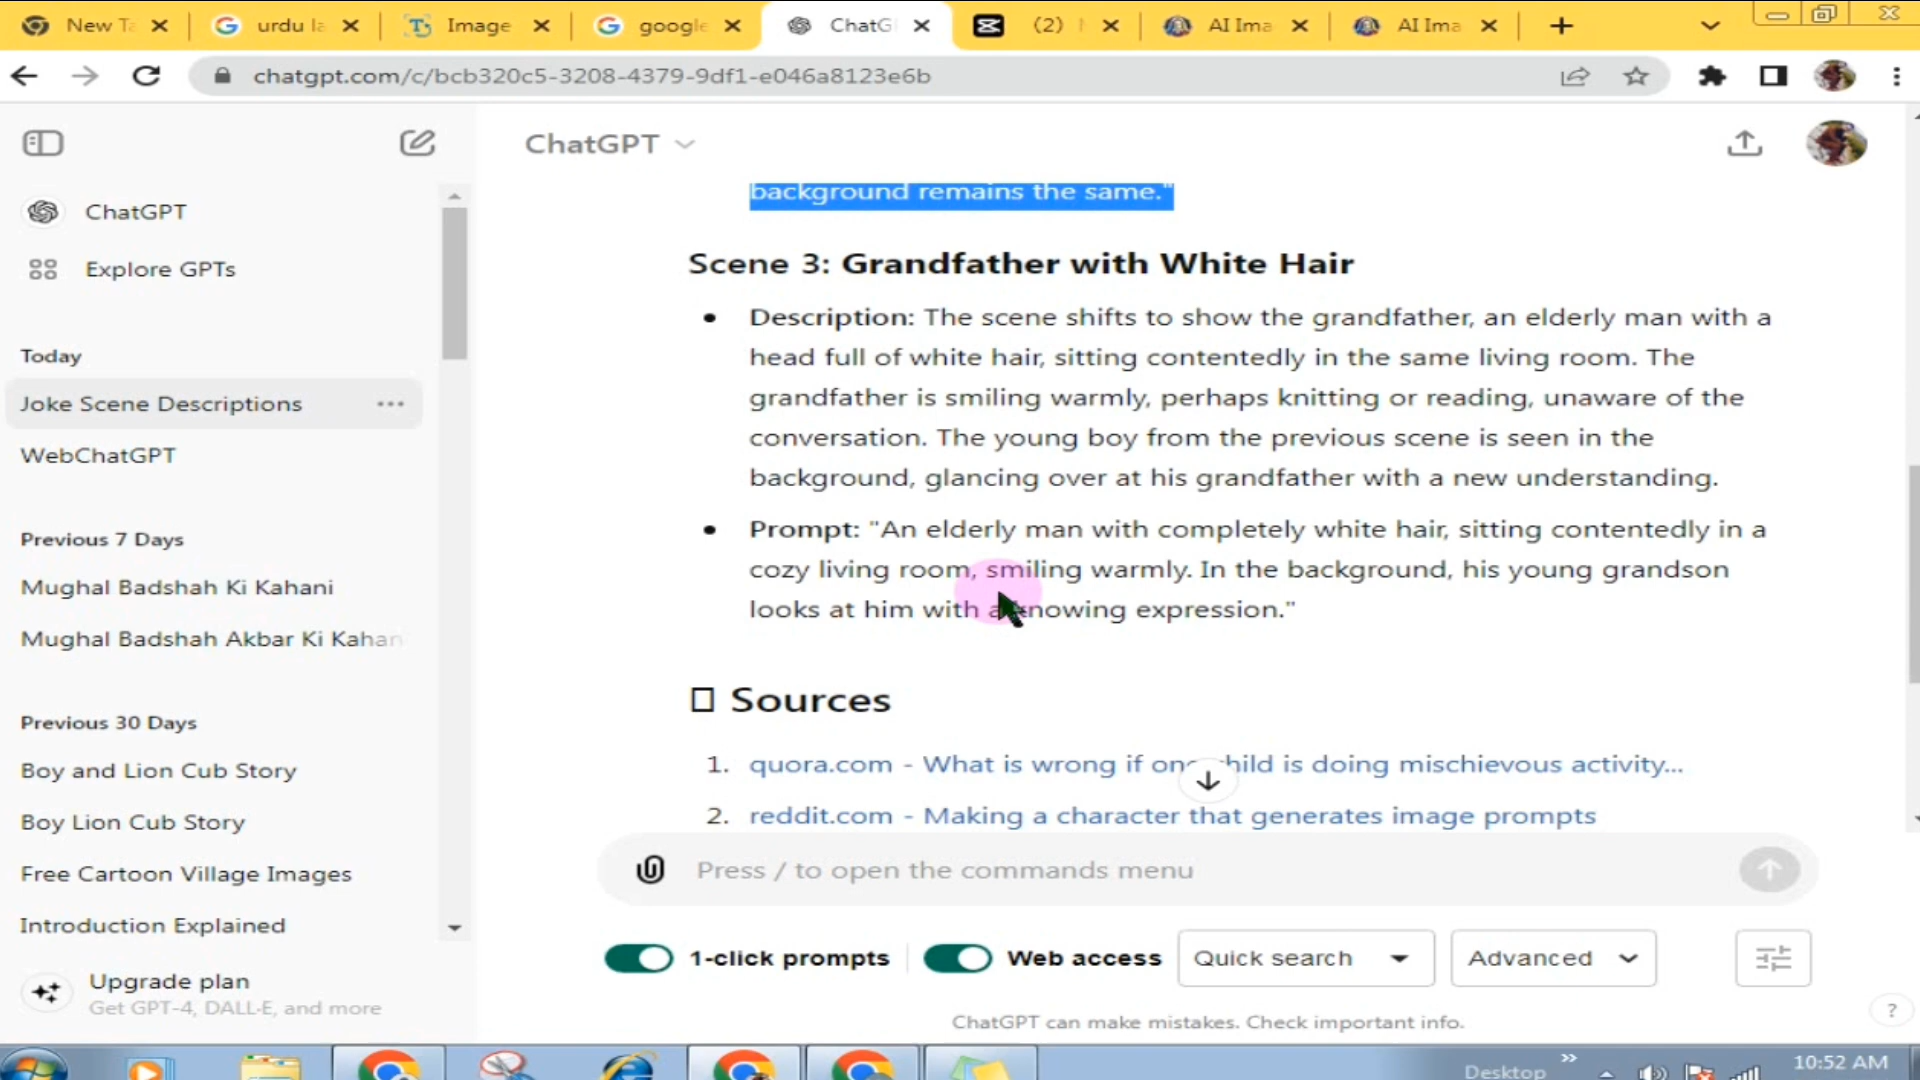 New Ta
urdu la
Image
google
ChatG
(2)
AI Ima
AI Ima
chatgpt.com/c/bcb320c5-3208-4379-9df1-e046a8123e6b
ChatGPT
ChatGPT
Explore GPTs
Today
Joke Scene Descriptions
WebChatGPT
Previous 7 Days
Mughal Badshah Ki Kahani
Mughal Badshah Akbar Ki Kahan
Previous 30 Days
Boy and Lion Cub Story
Boy Lion Cub Story
Free Cartoon Village Images
Introduction Explained
Upgrade plan
Get GPT-4, DALL·E, and more
background remains the same."
Scene 3: Grandfather with White Hair
• Description: The scene shifts to show the grandfather, an elderly man with a
head full of white hair, sitting contentedly in the same living room. The
grandfather is smiling warmly, perhaps knitting or reading, unaware of the
conversation. The young boy from the previous scene is seen in the
background, glancing over at his grandfather with a new understanding.
• Prompt: "An elderly man with completely white hair, sitting contentedly in a
cozy living room, smiling warmly. In the background, his young grandson
looks at him with a knowing expression."
Sources
1. quora.com - What is wrong if one child is doing mischievous activity...
2. reddit.com - Making a character that generates image prompts
Press / to open the commands menu
1-click prompts
Web access
Quick search
Advanced
ChatGPT can make mistakes. Check important info.
?
Desktop
10:52 AM